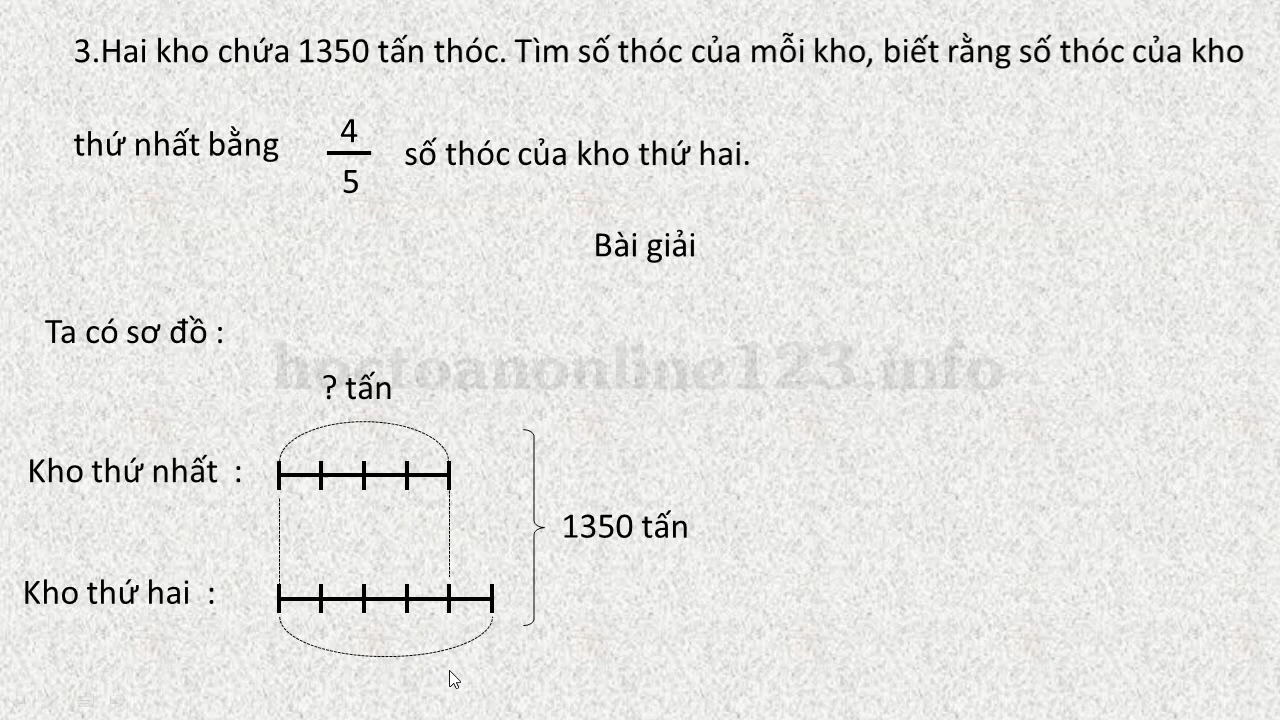 3.Hai kho chứa 1350 tấn thóc. Tìm số thóc của mỗi kho, biết rằng số thóc của kho
thứ nhất bằng 4/5 số thóc của kho thứ hai.
Bài giải
Ta có sơ đồ :
hoctoanonline123.info
? tấn
Kho thứ nhất :
1350 tấn
Kho thứ hai :